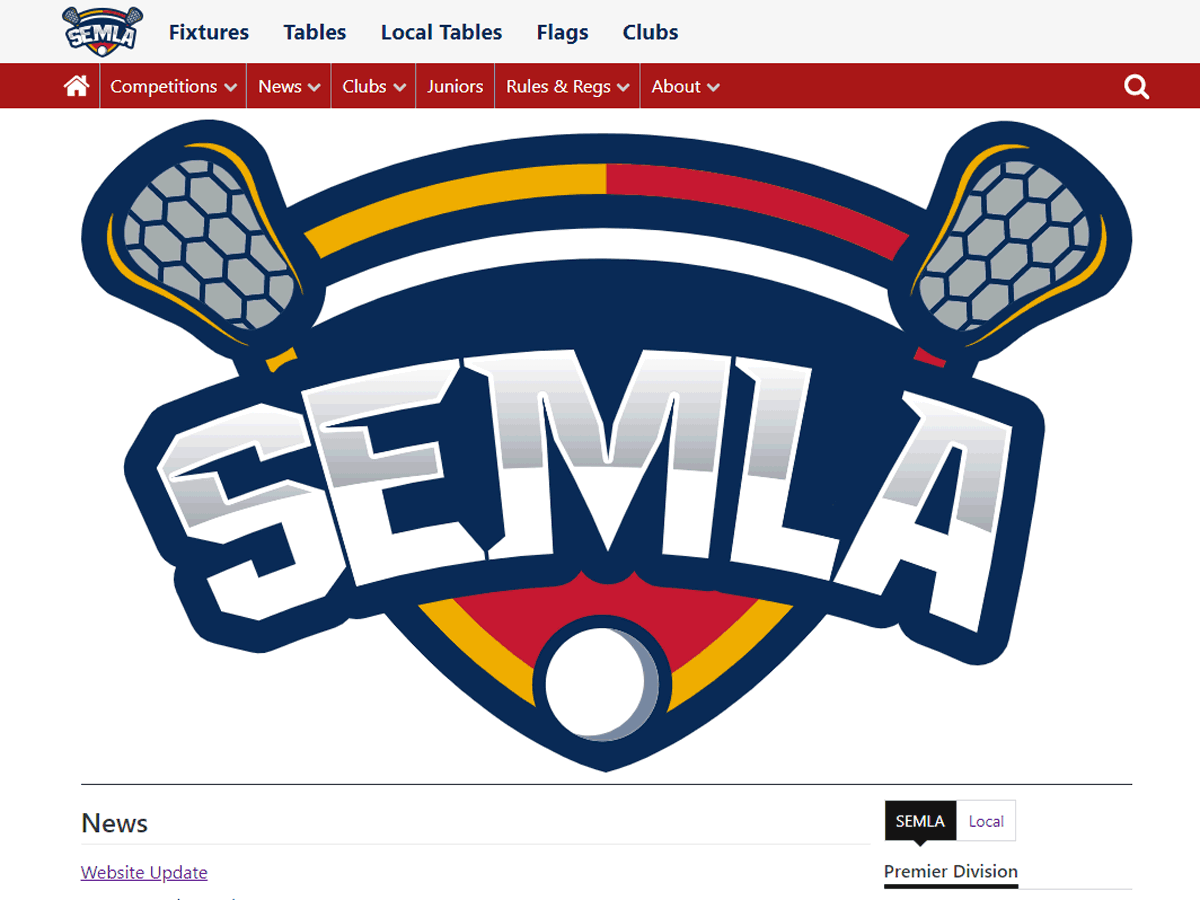 SEMLA Fixtures Tables Local Tables Flags Clubs
Competitions News Clubs Juniors Rules & Regs About
SEMLA
News
SEMLA Local
Website Update
Premier Division